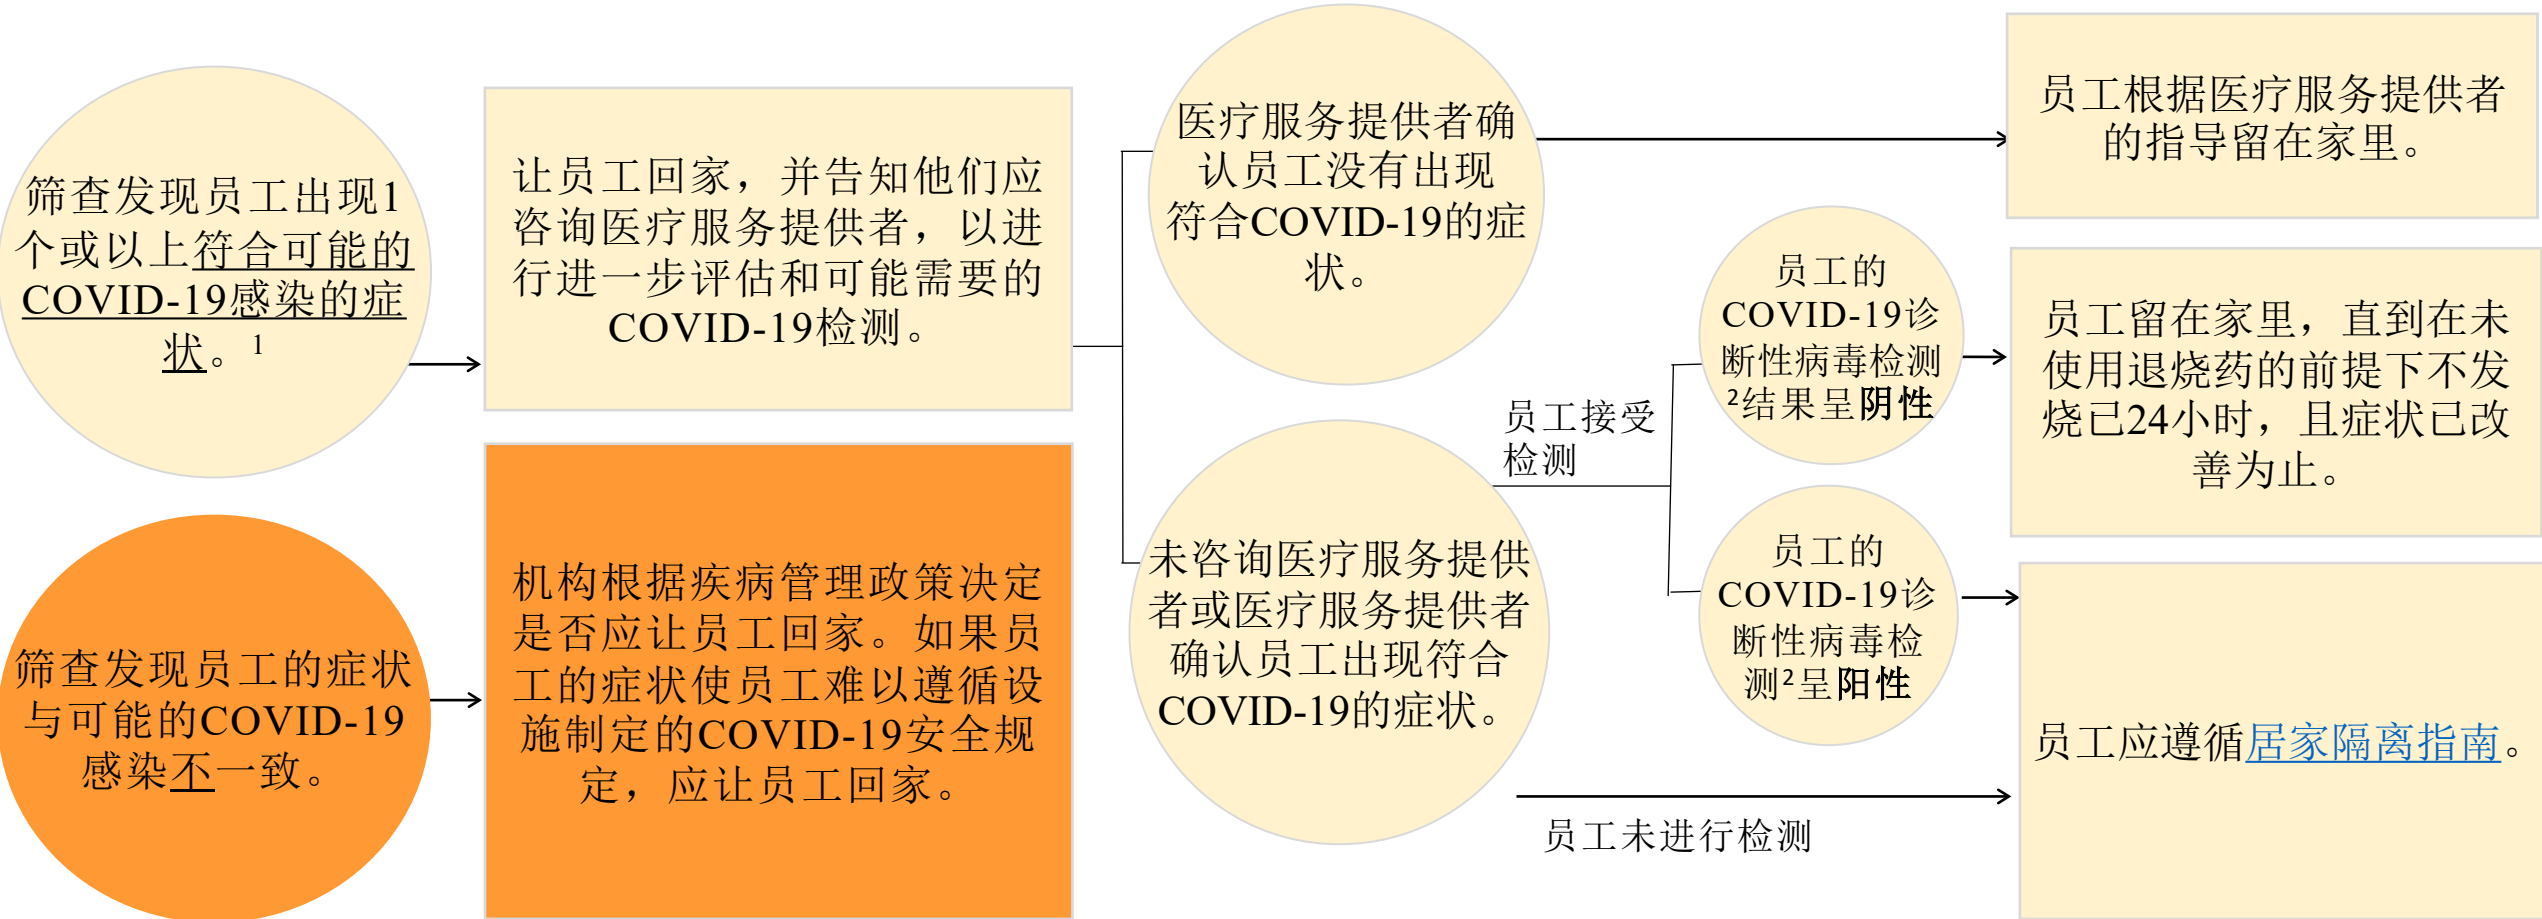 筛查发现员工出现1
个或以上符合可能的
COVID-19感染的症
状。1
让员工回家，并告知他们应
咨询医疗服务提供者，以进
行进一步评估和可能需要的
COVID-19检测。
医疗服务提供者确
认员工没有出现
符合COVID-19的症
状。
员工根据医疗服务提供者
的指导留在家里。
未咨询医疗服务提供
者或医疗服务提供者
确认员工出现符合
COVID-19的症状。
员工接受
检测
员工的
COVID-19诊
断性病毒检测
2结果呈阴性
员工留在家里，直到在未
使用退烧药的前提下不发
烧已24小时，且症状已改
善为止。
员工的
COVID-19诊
断性病毒检
测2呈阳性
员工未进行检测
员工应遵循居家隔离指南。
筛查发现员工的症状
与可能的COVID-19
感染不一致。
机构根据疾病管理政策决定
是否应让员工回家。如果员
工的症状使员工难以遵循设
施制定的COVID-19安全规
定，应让员工回家。